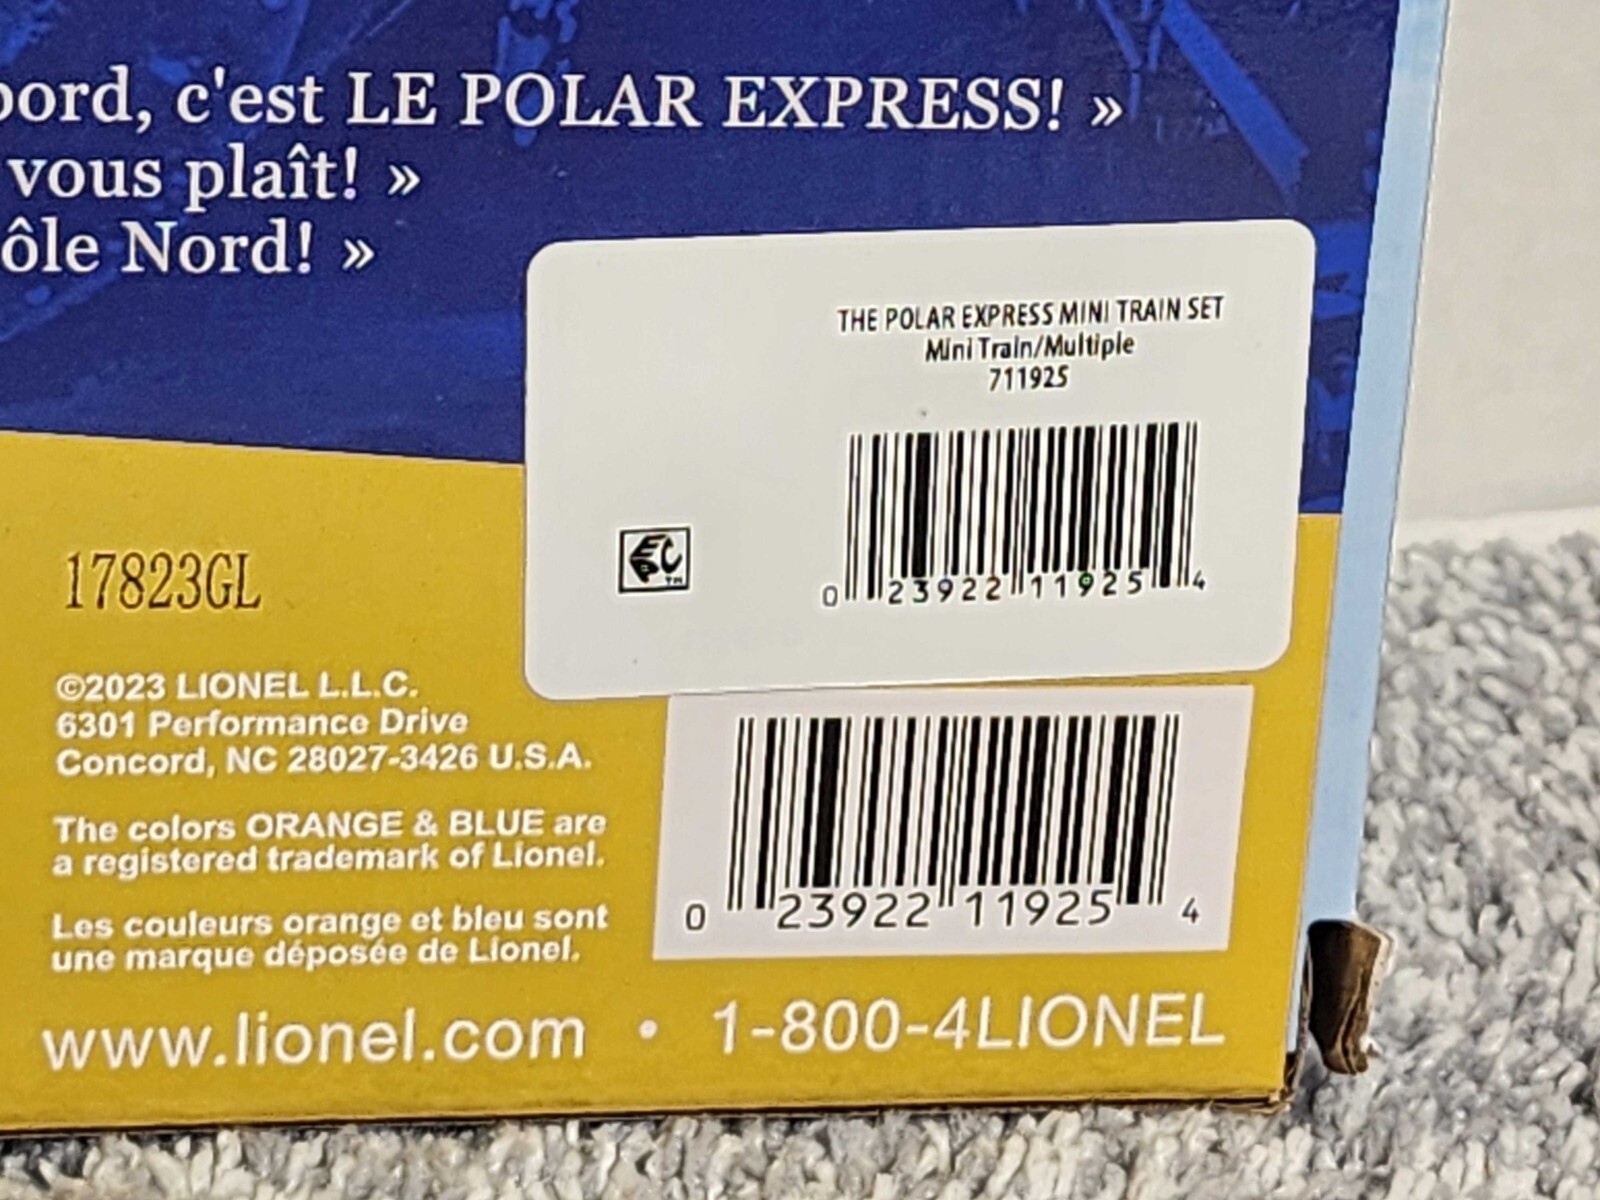 c'est LE POLAR EXPRESS! »
vous plaît! »
Nord! »
THE POLAR EXPRESS MINI TRAIN SET
Mini Train/Multiple
711925
EPC TM
0 23922 11925 4
17823GL
©2023 LIONEL L.L.C.
6301 Performance Drive
Concord, NC 28027-3426 U.S.A.
The colors ORANGE & BLUE are
a registered trademark of Lionel.
Les couleurs orange et bleu sont
une marque déposée de Lionel.
0 23922 11925 4
www.lionel.com • 1-800-4LIONEL